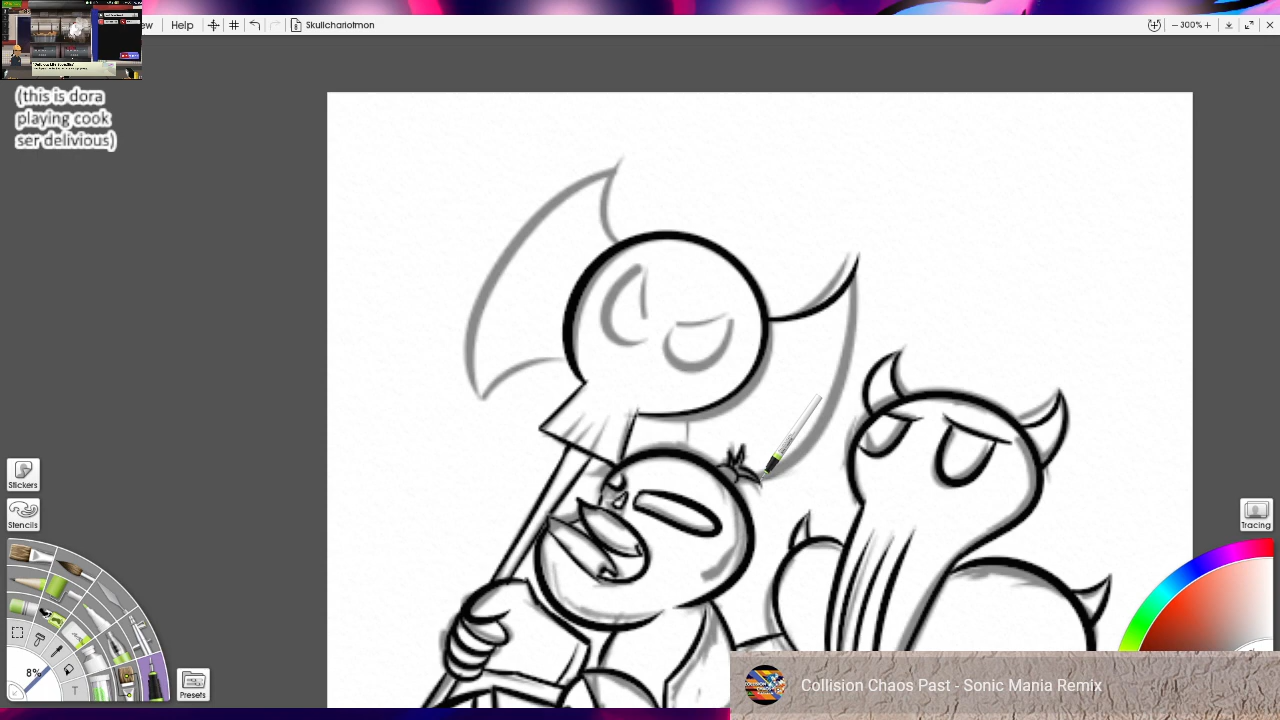 ew Help Skullchariotmon 300%
(this is dora
playing cook
ser delivious)
Stickers
Stencils
Tracing
8%
Presets
Collision Chaos Past - Sonic Mania Remix